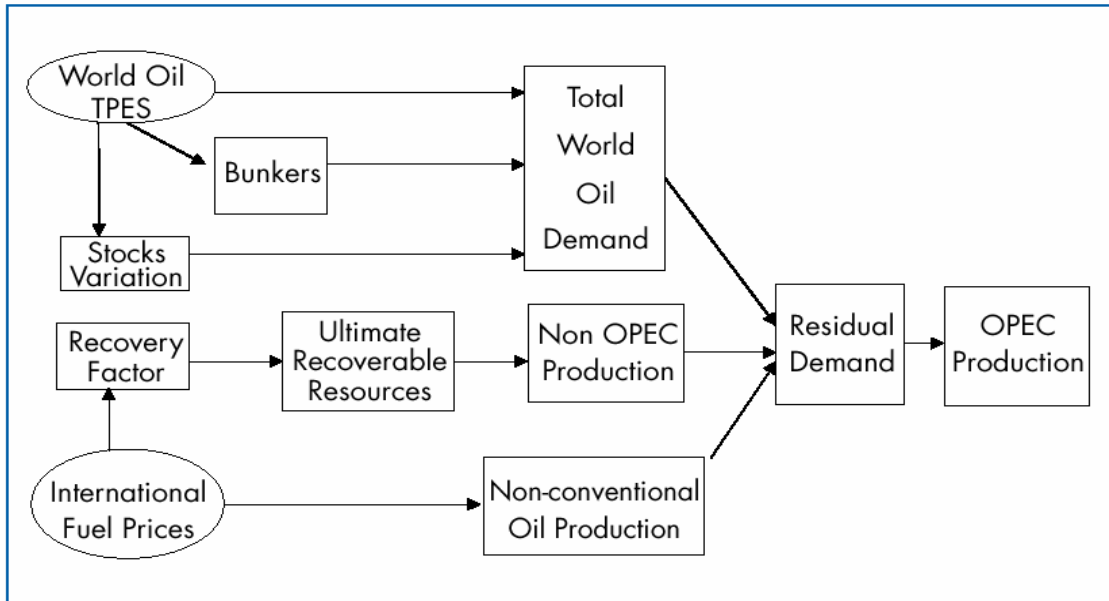 World Oil
TPES
Bunkers
Stocks
Variation
Total
World
Oil
Demand
Recovery
Factor
Ultimate
Recoverable
Resources
Non OPEC
Production
Residual
Demand
OPEC
Production
International
Fuel Prices
Non-conventional
Oil Production